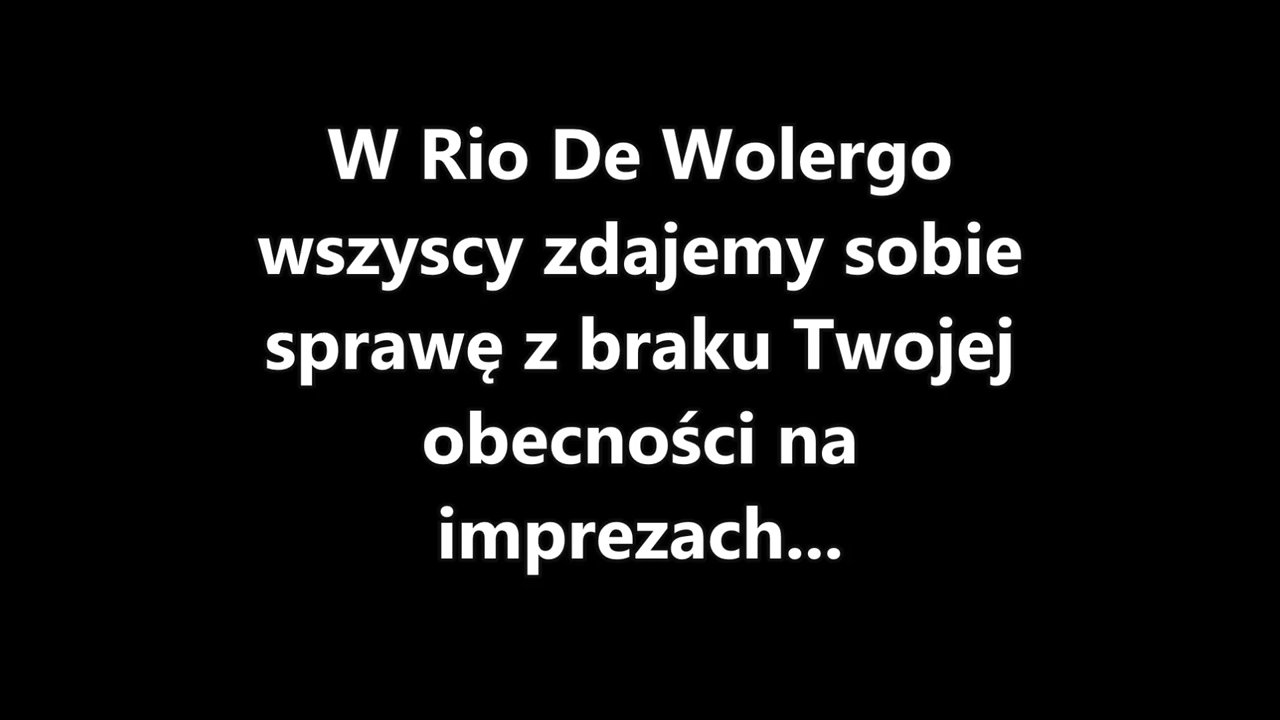 W Rio De Wolergo
wszyscy zdajemy sobie
sprawę z braku Twojej
obecności na
imprezach...